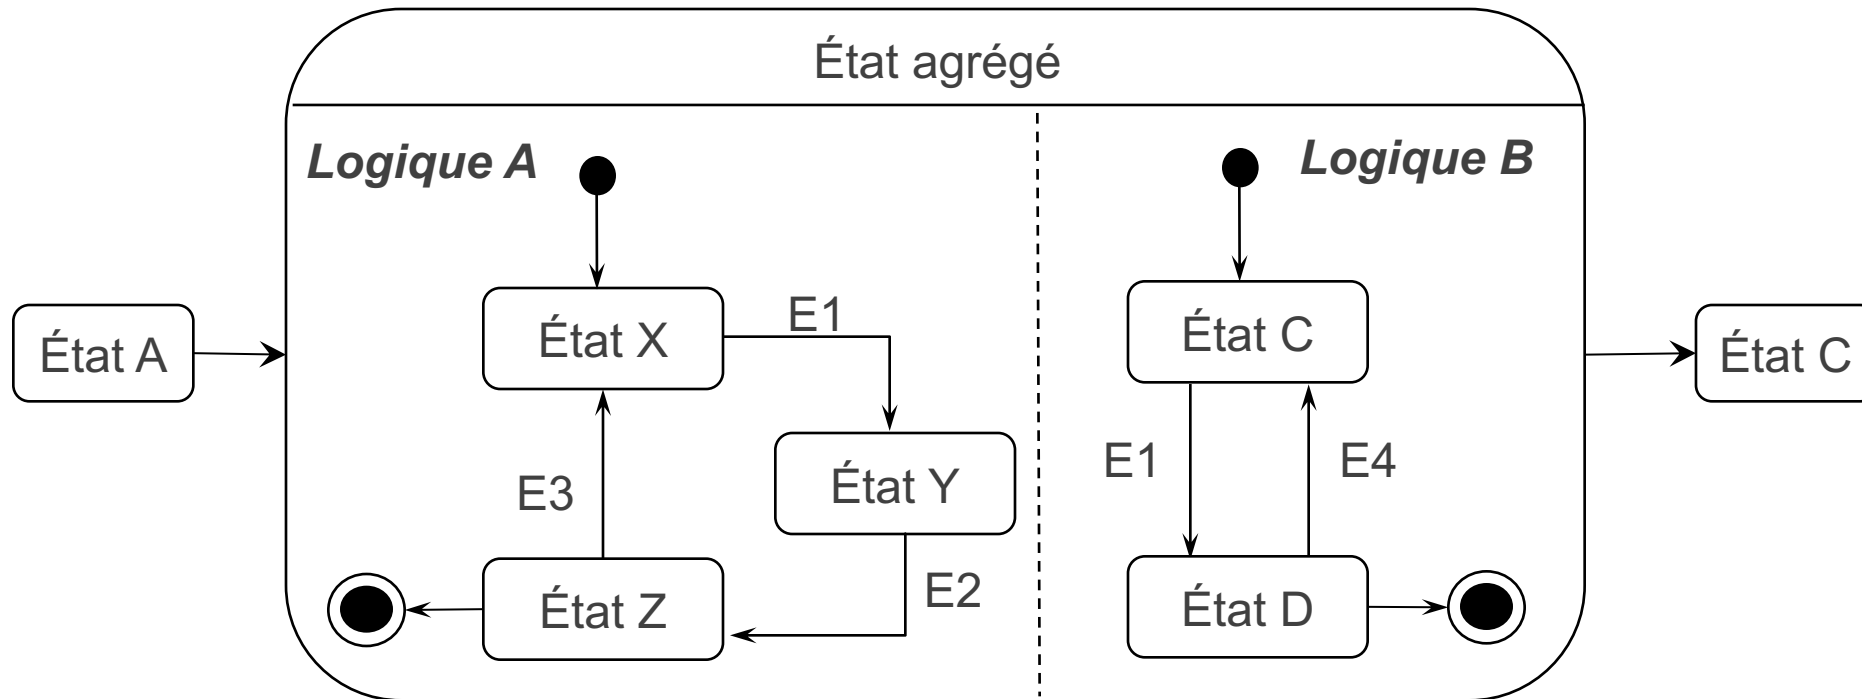 État agrégé
Logique A
Logique B
État A
État X
E1
État C
État C
E3
État Y
E1
E4
État Z
E2
État D